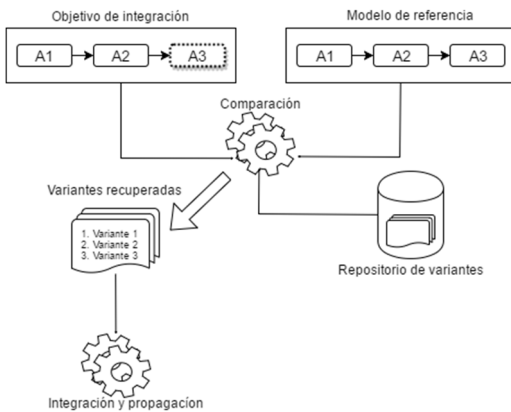 Objetivo de integración
Modelo de referencia
A1 A2 A3
A1 A2 A3
Comparación
Variantes recuperadas
1. Variante 1
2. Variante 2
3. Variante 3
Repositorio de variantes
Integración y propagacíon